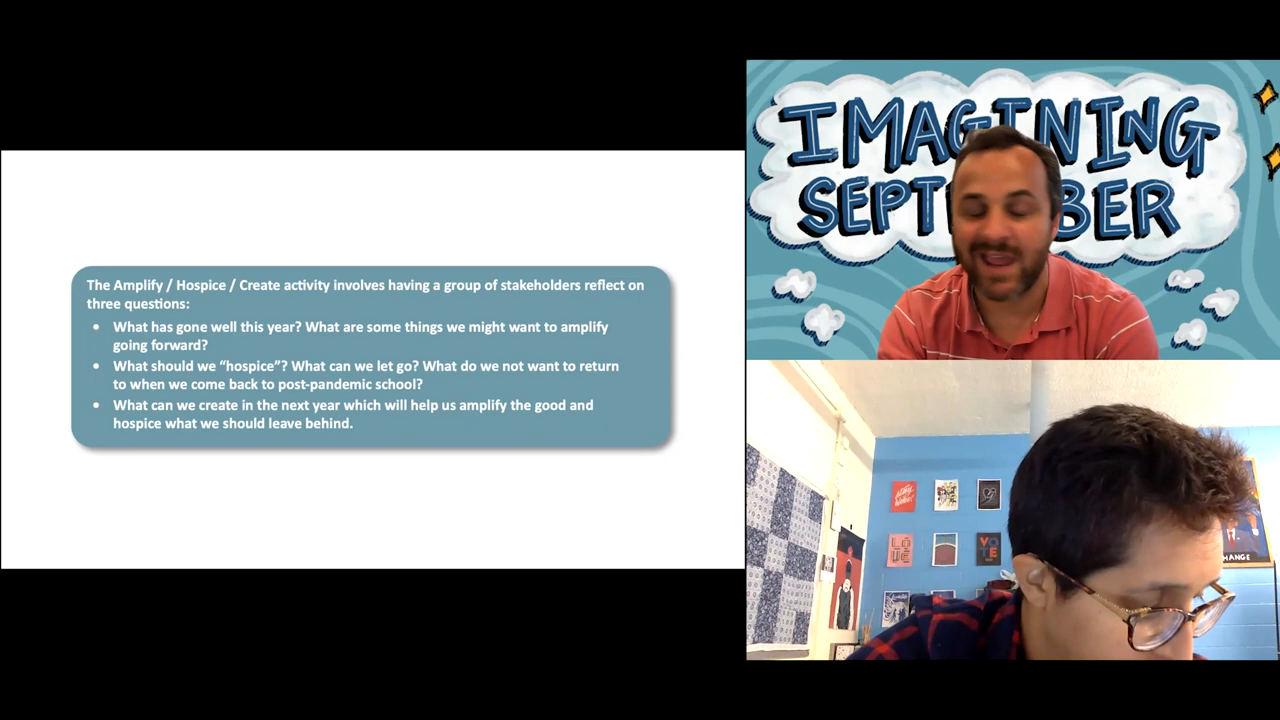 The Amplify / Hospice / Create activity involves having a group of stakeholders reflect on
three questions:
• What has gone well this year? What are some things we might want to amplify
going forward?
• What should we “hospice”? What can we let go? What do we not want to return
to when we come back to post-pandemic school?
• What can we create in the next year which will help us amplify the good and
hospice what we should leave behind.
IMAGINING
SEPT BER
LOVE
VOTE
HANGE